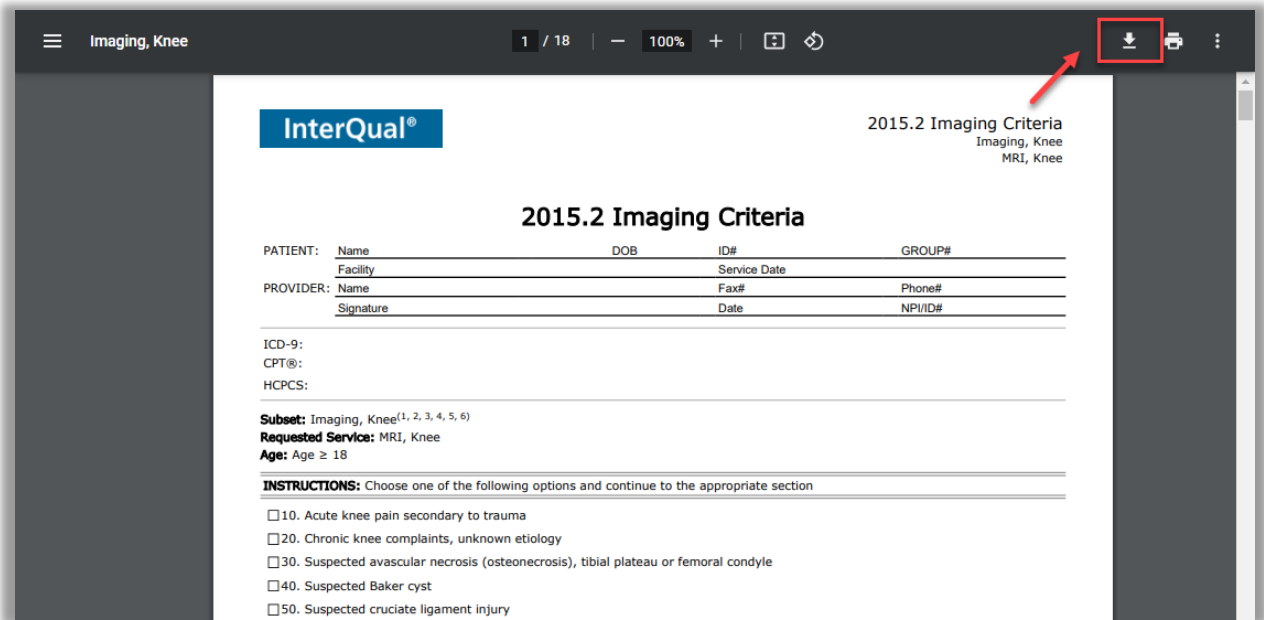 Imaging, Knee 1 / 18 100%
InterQual®
2015.2 Imaging Criteria
Imaging, Knee
MRI, Knee
2015.2 Imaging Criteria
PATIENT: Name DOB ID# GROUP#
Facility Service Date
PROVIDER: Name Fax# Phone#
Signature Date NPI/ID#
ICD-9:
CPT®:
HCPCS:
Subset: Imaging, Knee(1, 2, 3, 4, 5, 6)
Requested Service: MRI, Knee
Age: Age ≥ 18
INSTRUCTIONS: Choose one of the following options and continue to the appropriate section
☐10. Acute knee pain secondary to trauma
☐20. Chronic knee complaints, unknown etiology
☐30. Suspected avascular necrosis (osteonecrosis), tibial plateau or femoral condyle
☐40. Suspected Baker cyst
☐50. Suspected cruciate ligament injury